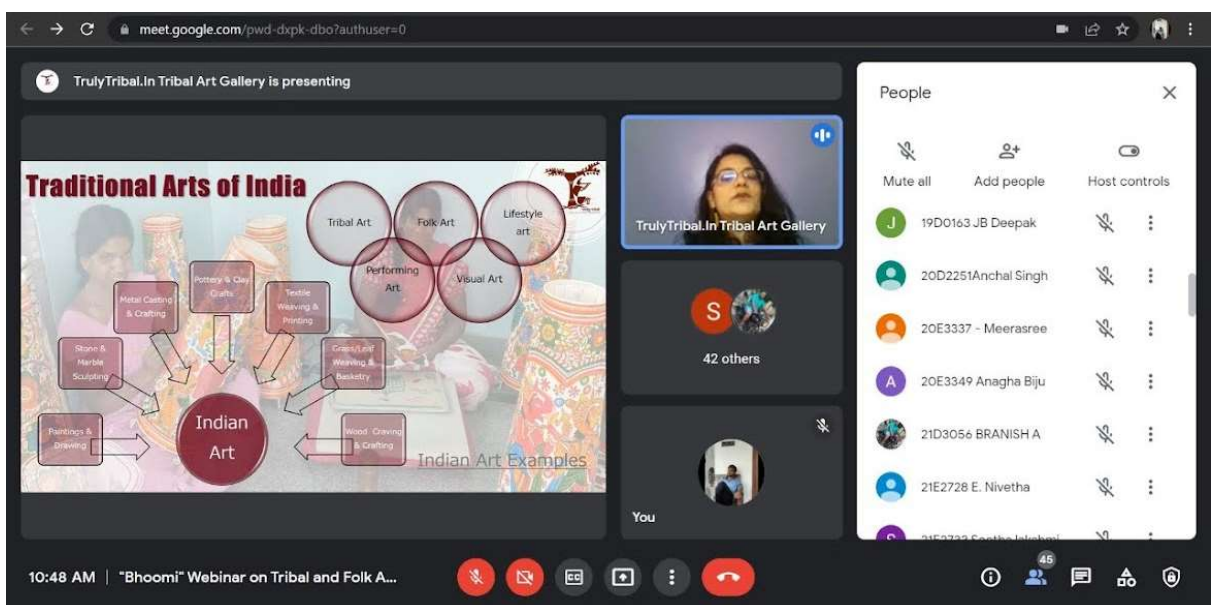 meet.google.com/pwd-dxpk-dbo?authuser=0
TrulyTribal.In Tribal Art Gallery is presenting
Traditional Arts of India
Tribal Art
Folk Art
Lifestyle
art
Performing
Art
Visual Art
Pottery & Clay
Crafts
Metal Casting
& Crafting
Textile
Weaving &
Printing
Stone &
Marble
Sculpting
Grass/Leaf
Weaving &
Basketry
Paintings &
Drawing
Indian
Art
Wood Craving
& Crafting
Indian Art Examples
TrulyTribal.In Tribal Art Gallery
S
42 others
You
People
Mute all
Add people
Host controls
J
19D0163 JB Deepak
20D2251Anchal Singh
20E3337 - Meerasree
A
20E3349 Anagha Biju
21D3056 BRANISH A
21E2728 E. Nivetha
10:48 AM | "Bhoomi" Webinar on Tribal and Folk A...
CC
45